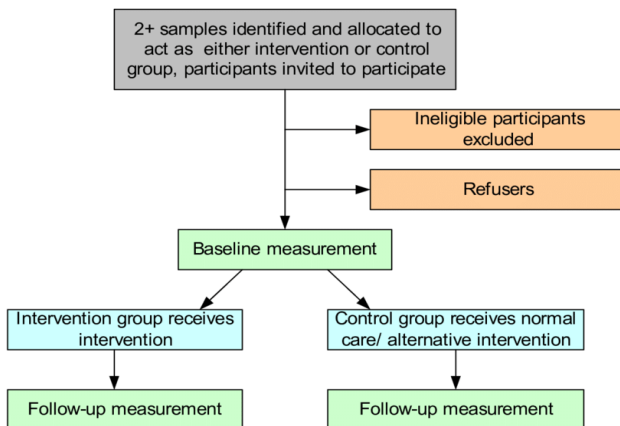 2+ samples identified and allocated to
act as either intervention or control
group, participants invited to participate
Ineligible participants
excluded
Refusers
Baseline measurement
Intervention group receives
intervention
Control group receives normal
care/ alternative intervention
Follow-up measurement
Follow-up measurement